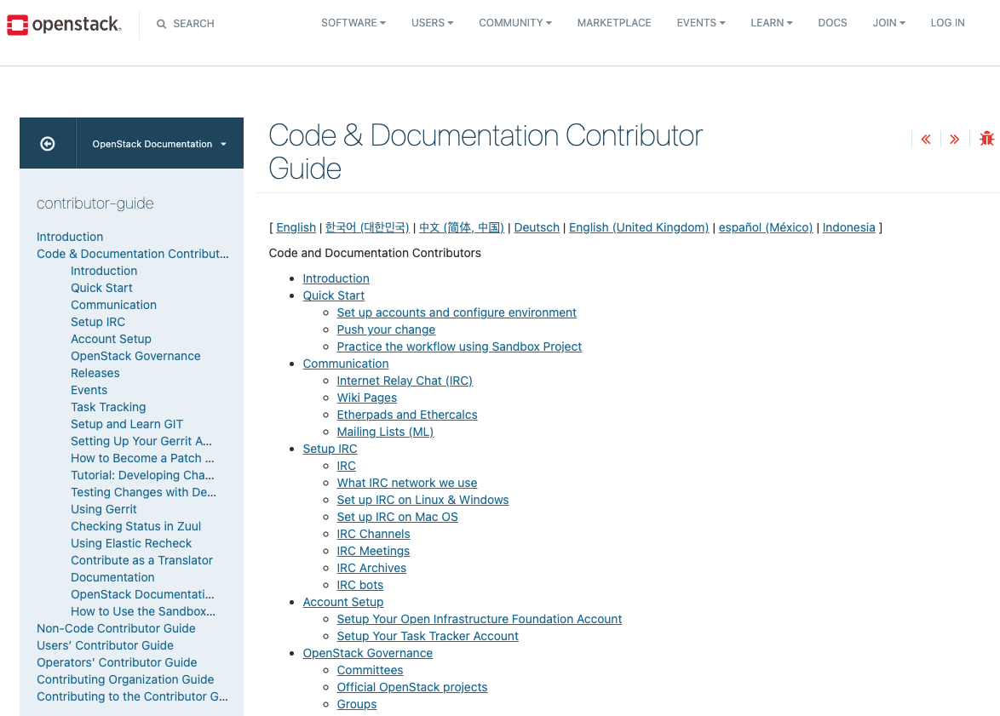 openstack.
SEARCH
SOFTWARE
USERS
COMMUNITY
MARKETPLACE
EVENTS
LEARN
DOCS
JOIN
LOG IN
OpenStack Documentation
contributor-guide
Introduction
Code & Documentation Contribut...
Introduction
Quick Start
Communication
Setup IRC
Account Setup
OpenStack Governance
Releases
Events
Task Tracking
Setup and Learn GIT
Setting Up Your Gerrit A...
How to Become a Patch ...
Tutorial: Developing Cha...
Testing Changes with De...
Using Gerrit
Checking Status in Zuul
Using Elastic Recheck
Contribute as a Translator
Documentation
OpenStack Documentati...
How to Use the Sandbox...
Non-Code Contributor Guide
Users’ Contributor Guide
Operators’ Contributor Guide
Contributing Organization Guide
Contributing to the Contributor G...
Code & Documentation Contributor
Guide
[ English | 한국어 (대한민국) | 中文 (简体, 中国) | Deutsch | English (United Kingdom) | español (México) | Indonesia ]
Code and Documentation Contributors
Introduction
Quick Start
Set up accounts and configure environment
Push your change
Practice the workflow using Sandbox Project
Communication
Internet Relay Chat (IRC)
Wiki Pages
Etherpads and Ethercalcs
Mailing Lists (ML)
Setup IRC
IRC
What IRC network we use
Set up IRC on Linux & Windows
Set up IRC on Mac OS
IRC Channels
IRC Meetings
IRC Archives
IRC bots
Account Setup
Setup Your Open Infrastructure Foundation Account
Setup Your Task Tracker Account
OpenStack Governance
Committees
Official OpenStack projects
Groups